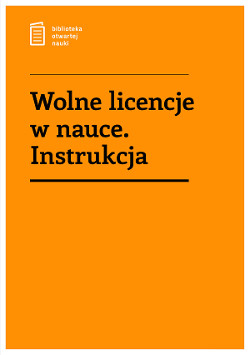 biblioteka
otwartej
nauki
Wolne licencje
w nauce.
Instrukcja